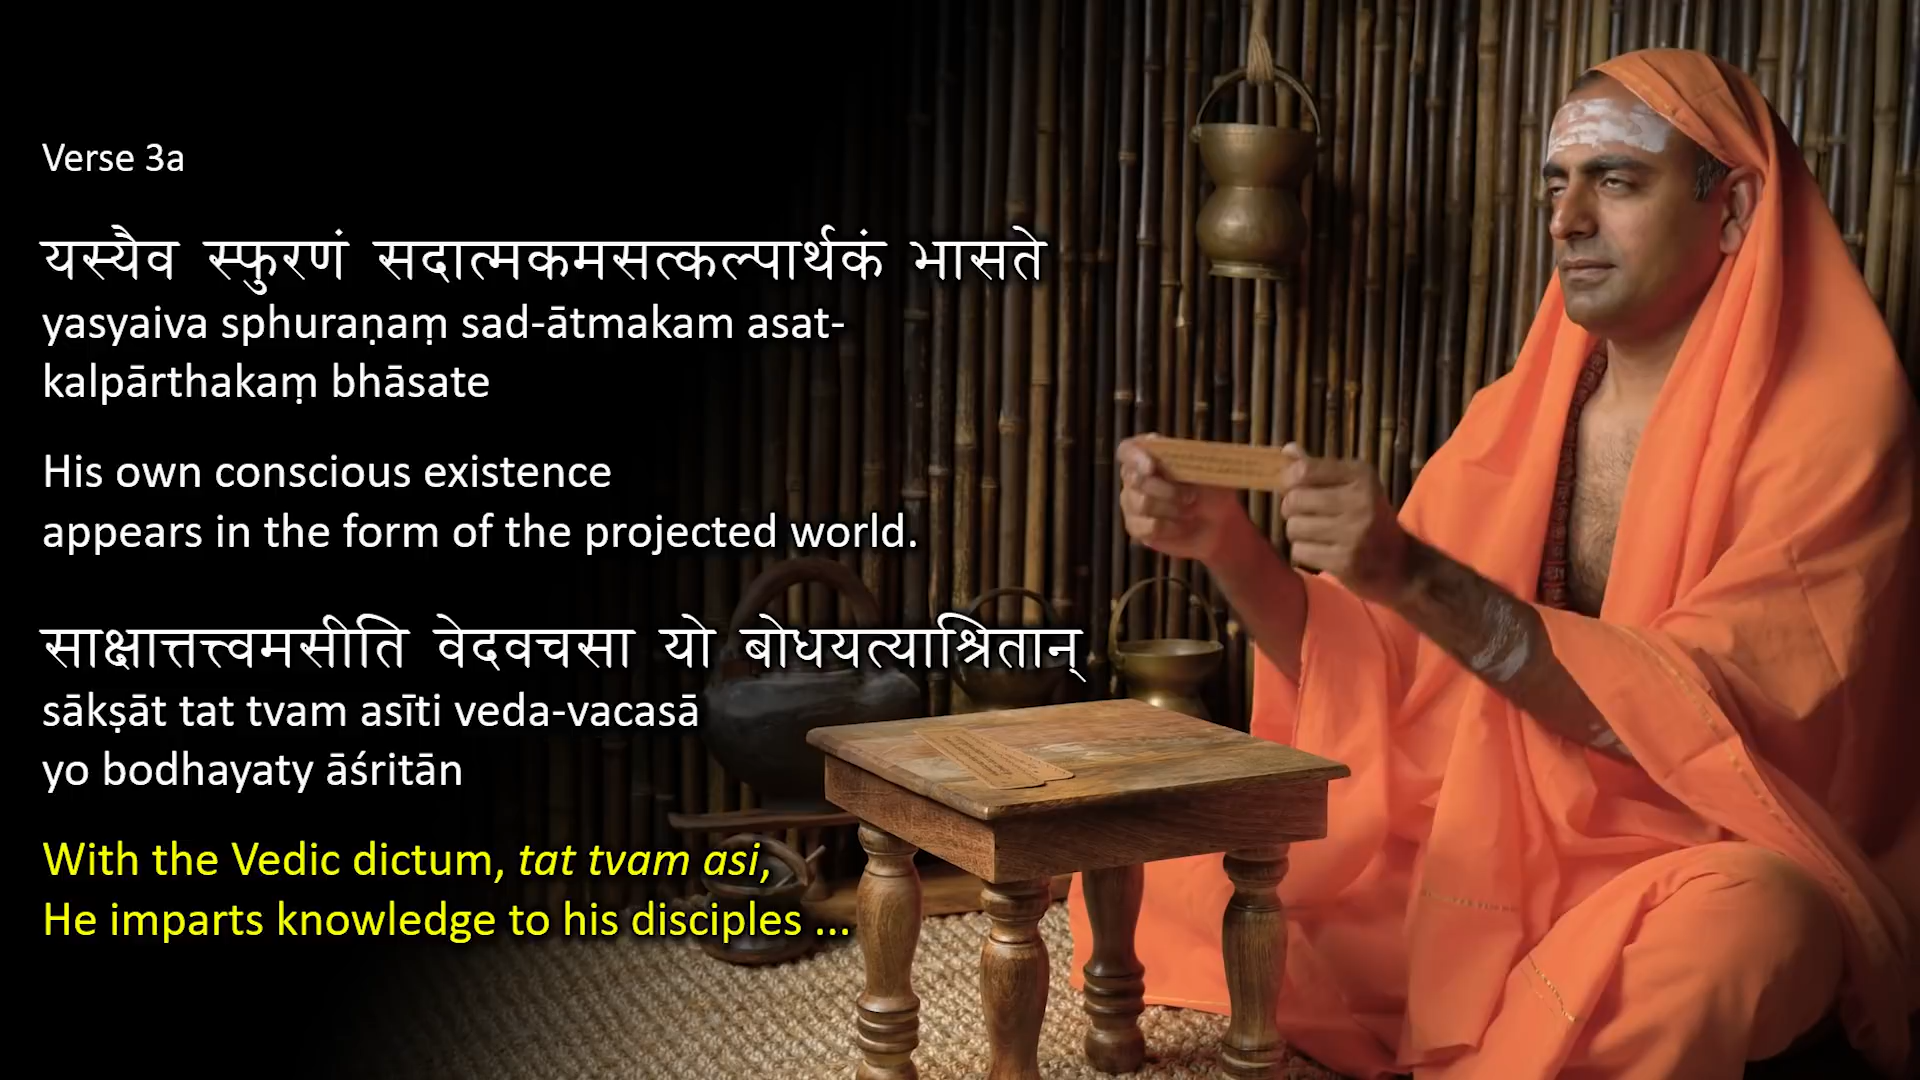 Verse 3a
यस्यैव स्फुरणं सदात्मकमसत्कल्पार्थकं भासते
yasyaiva sphuraṇaṃ sad-ātmakam asat-
kalpārthakaṃ bhāsate
His own conscious existence
appears in the form of the projected world.
साक्षात्तत्त्वमसीति वेदवचसा यो बोधयत्याश्रितान्
sākṣāt tat tvam asīti veda-vacasā
yo bodhayaty āśritān
With the Vedic dictum, tat tvam asi,
He imparts knowledge to his disciples ...